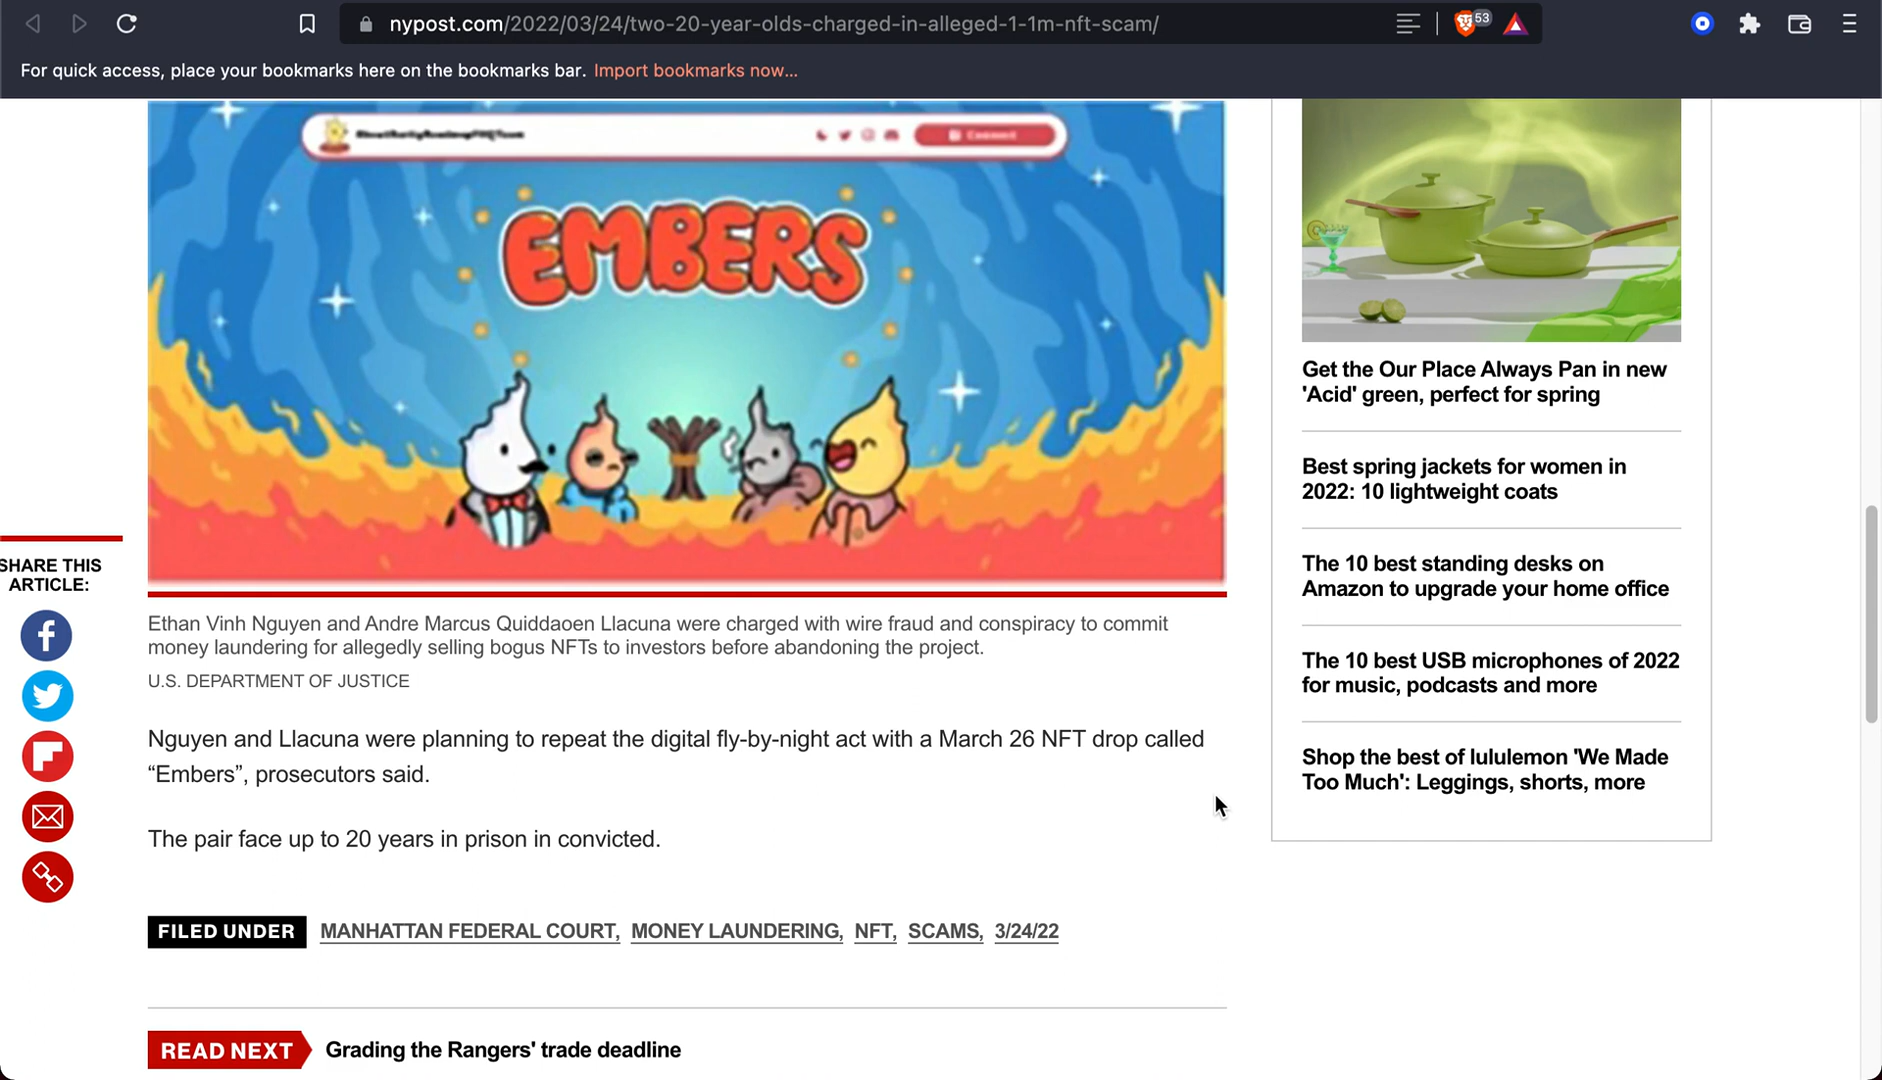 nypost.com/2022/03/24/two-20-year-olds-charged-in-alleged-1-1m-nft-scam/
53
For quick access, place your bookmarks here on the bookmarks bar. Import bookmarks now...
Connect
EMBERS
SHARE THIS
ARTICLE:
Ethan Vinh Nguyen and Andre Marcus Quiddaoen Llacuna were charged with wire fraud and conspiracy to commit
money laundering for allegedly selling bogus NFTs to investors before abandoning the project.
U.S. DEPARTMENT OF JUSTICE
Nguyen and Llacuna were planning to repeat the digital fly-by-night act with a March 26 NFT drop called
“Embers”, prosecutors said.
The pair face up to 20 years in prison in convicted.
FILED UNDER MANHATTAN FEDERAL COURT, MONEY LAUNDERING, NFT, SCAMS, 3/24/22
READ NEXT Grading the Rangers' trade deadline
Get the Our Place Always Pan in new
'Acid' green, perfect for spring
Best spring jackets for women in
2022: 10 lightweight coats
The 10 best standing desks on
Amazon to upgrade your home office
The 10 best USB microphones of 2022
for music, podcasts and more
Shop the best of lululemon 'We Made
Too Much': Leggings, shorts, more